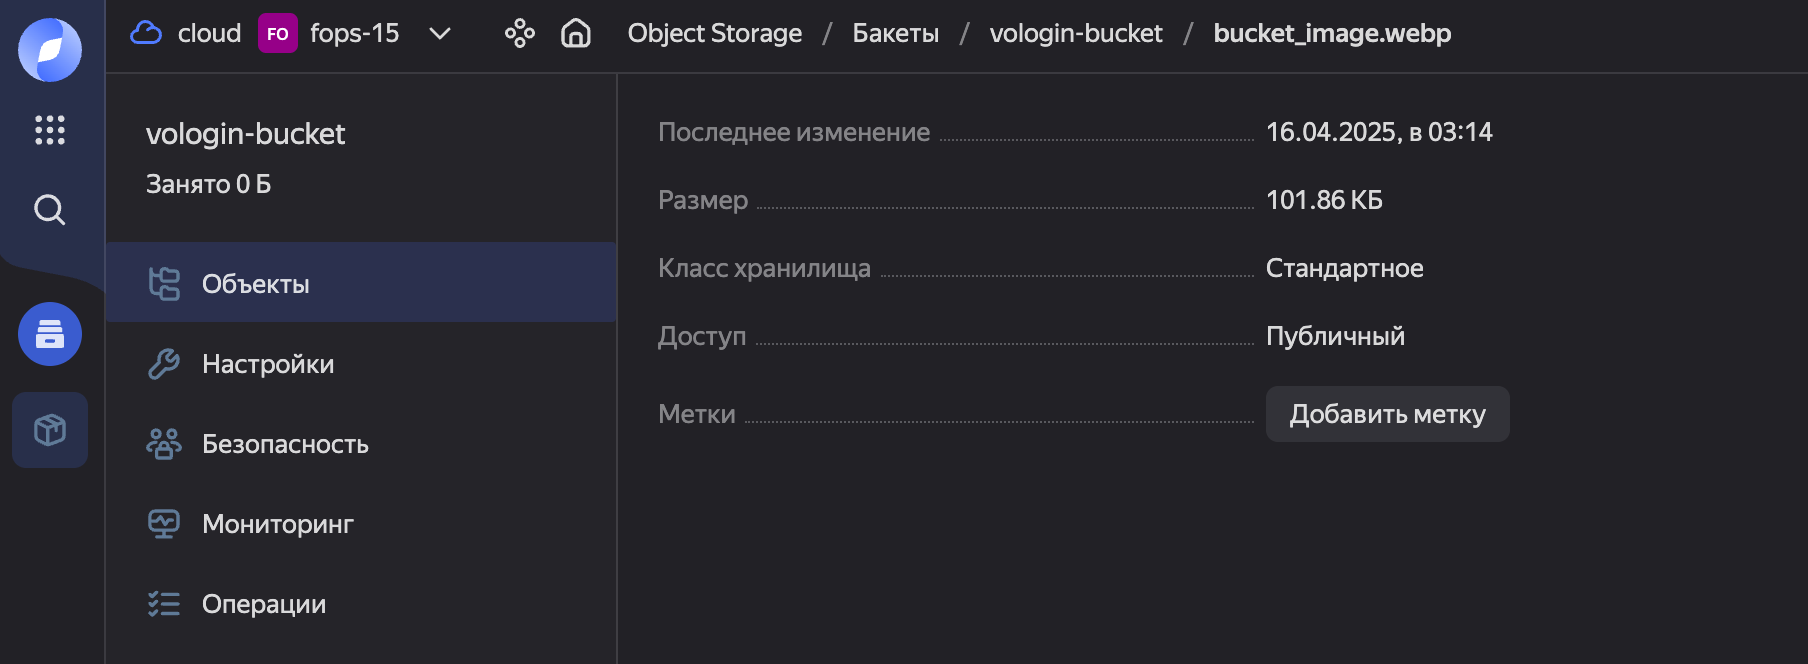 cloud FO fops-15 Object Storage / Бакеты / vologin-bucket / bucket_image.webp
vologin-bucket
Занято 0 Б
Объекты
Настройки
Безопасность
Мониторинг
Операции
Последнее изменение 16.04.2025, в 03:14
Размер 101.86 КБ
Класс хранилища Стандартное
Доступ Публичный
Метки Добавить метку